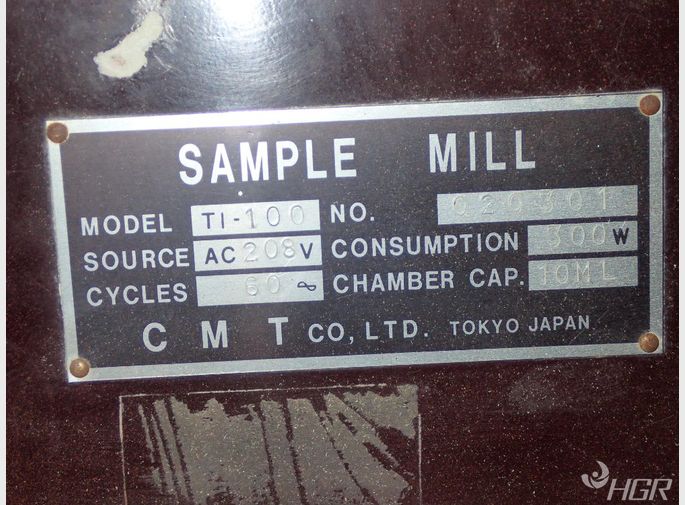 SAMPLE MILL
MODEL TI-100 NO. 020301
SOURCE AC 208 V CONSUMPTION 300 W
CYCLES 60 CHAMBER CAP. 10ML
C M T CO, LTD. TOKYO JAPAN
HGR